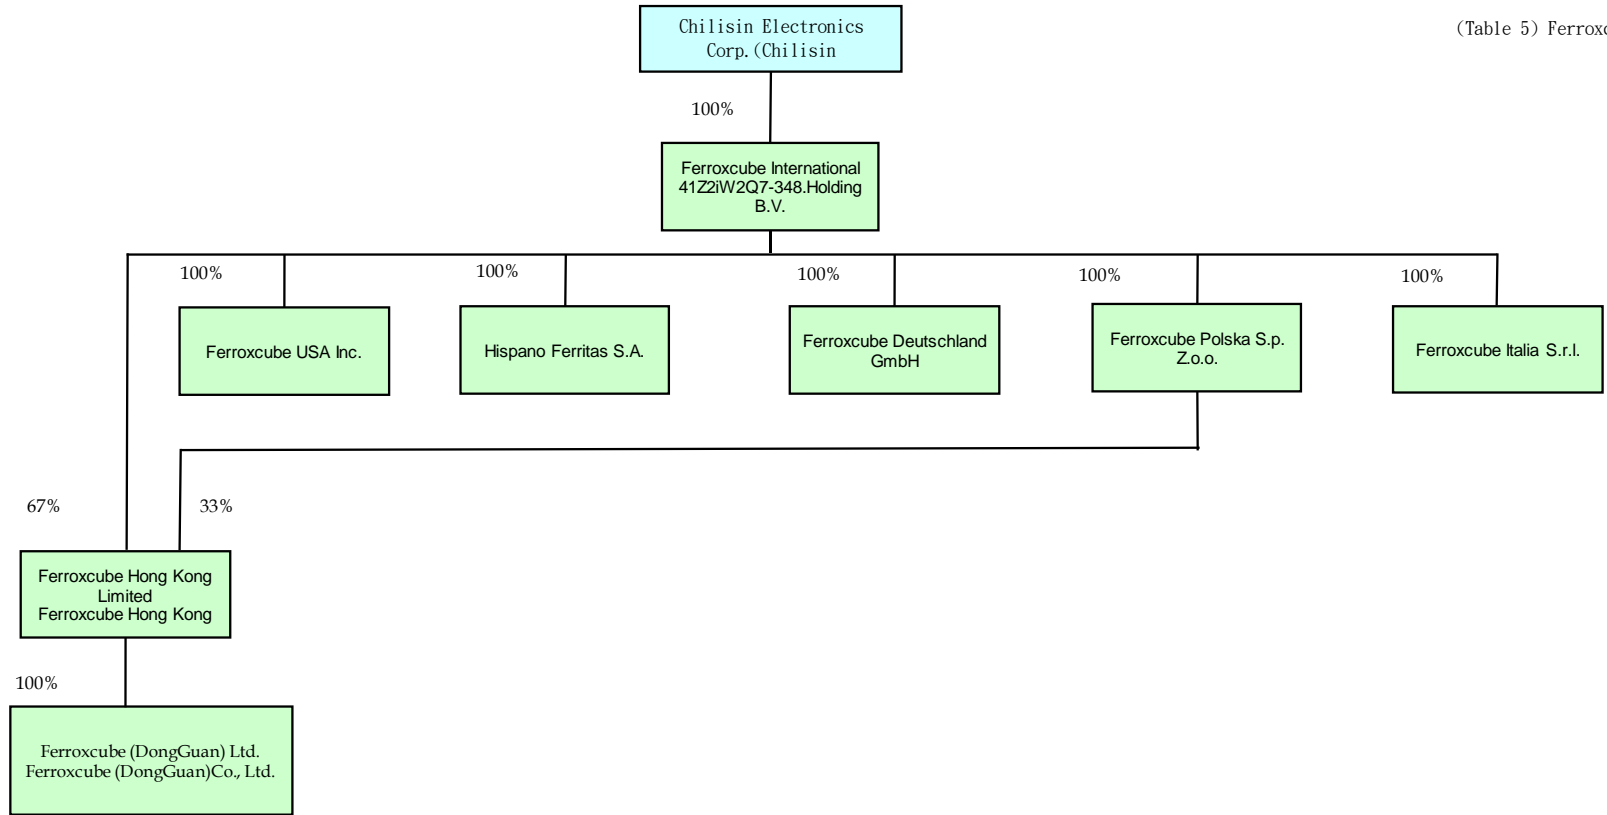 (Table 5) Ferroxc
Chilisin Electronics
Corp.(Chilisin
100%
Ferroxcube International
41Z2iW2Q7-348.Holding
B.V.
100%
100%
100%
100%
100%
Ferroxcube USA Inc.
Hispano Ferritas S.A.
Ferroxcube Deutschland
GmbH
Ferroxcube Polska S.p.
Z.o.o.
Ferroxcube Italia S.r.l.
67%
33%
Ferroxcube Hong Kong
Limited
Ferroxcube Hong Kong
100%
Ferroxcube (DongGuan) Ltd.
Ferroxcube (DongGuan)Co., Ltd.